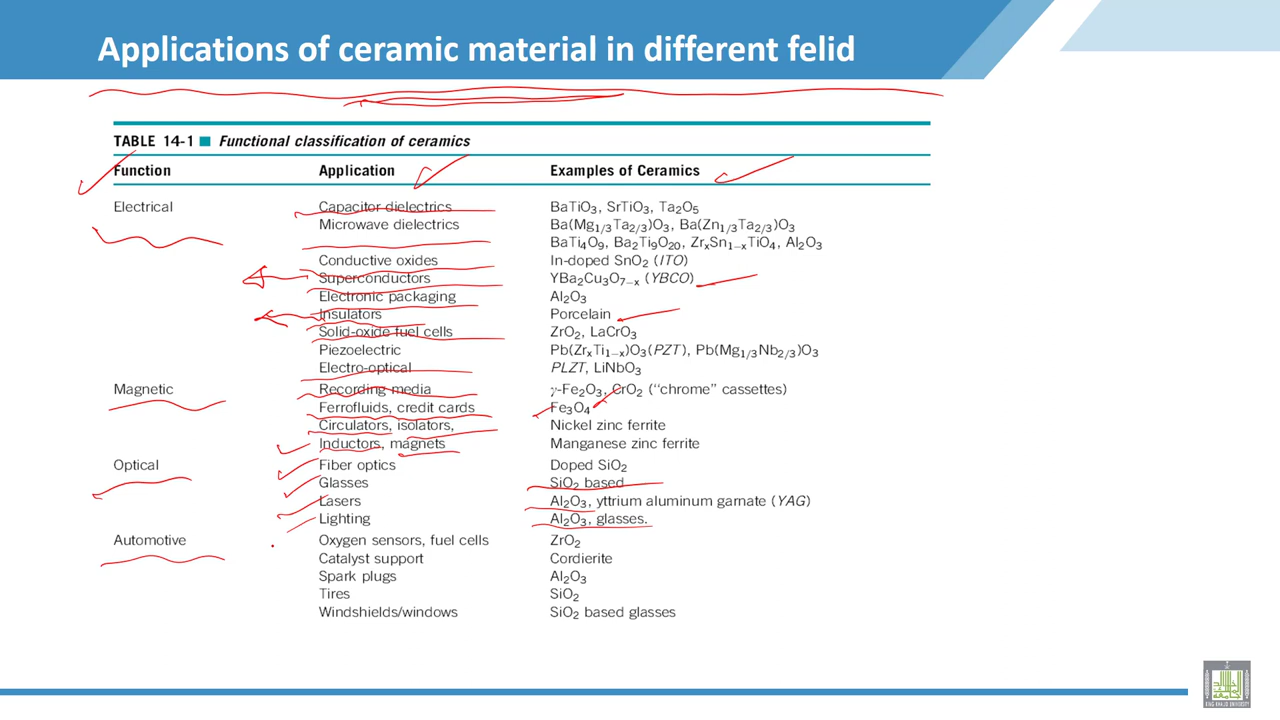 Applications of ceramic material in different felid
TABLE 14-1 ■ Functional classification of ceramics
Function Application Examples of Ceramics
Electrical Capacitor dielectrics BaTiO₃, SrTiO₃, Ta₂O₅
Microwave dielectrics Ba(Mg₁/₃Ta₂/₃)O₃, Ba(Zn₁/₃Ta₂/₃)O₃
BaTi₄O₉, Ba₂Ti₉O₂₀, ZrₓSn₁₋ₓTiO₄, Al₂O₃
Conductive oxides In-doped SnO₂ (ITO)
Superconductors YBa₂Cu₃O₇₋ₓ (YBCO)
Electronic packaging Al₂O₃
Insulators Porcelain
Solid-oxide fuel cells ZrO₂, LaCrO₃
Piezoelectric Pb(ZrₓTi₁₋ₓ)O₃(PZT), Pb(Mg₁/₃Nb₂/₃)O₃
Electro-optical PLZT, LiNbO₃
Magnetic Recording media γ-Fe₂O₃, CrO₂ (“chrome” cassettes)
Ferrofluids, credit cards Fe₃O₄
Circulators, isolators, Nickel zinc ferrite
Inductors, magnets Manganese zinc ferrite
Optical Fiber optics Doped SiO₂
Glasses SiO₂ based
Lasers Al₂O₃, yttrium aluminum garnate (YAG)
Lighting Al₂O₃, glasses.
Automotive Oxygen sensors, fuel cells ZrO₂
Catalyst support Cordierite
Spark plugs Al₂O₃
Tires SiO₂
Windshields/windows SiO₂ based glasses